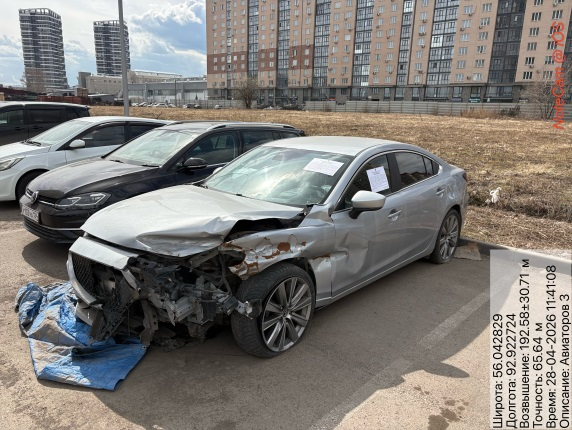 Широта: 56.042829
Долгота: 92.922724
Возвышение: 192.58±30.71 м
Точность: 65.64 м
Время: 28-04-2026 11:41:08
Описание: Авиаторов 3